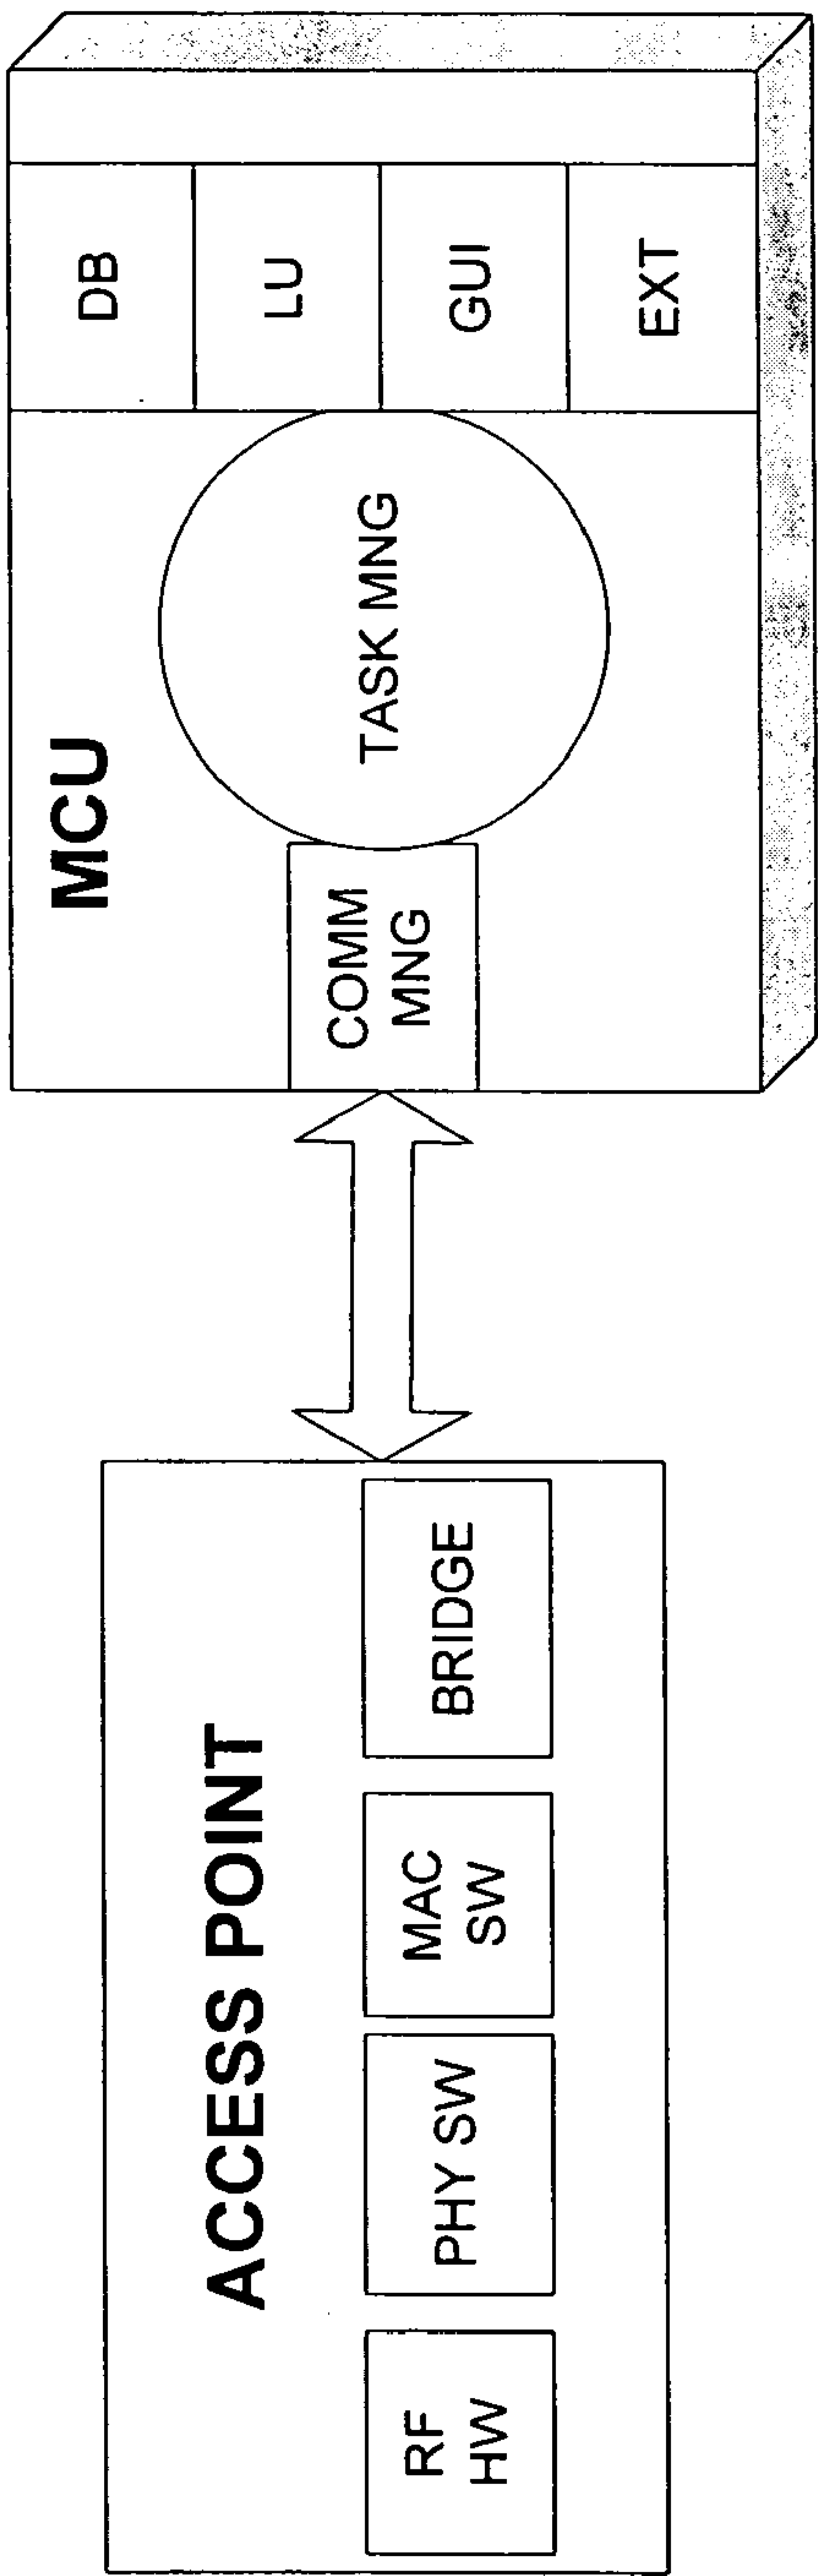 ACCESS POINT
RF
HW
PHY SW
MAC
SW
BRIDGE
MCU
COMM
MNG
TASK MNG
DB
LU
GUI
EXT